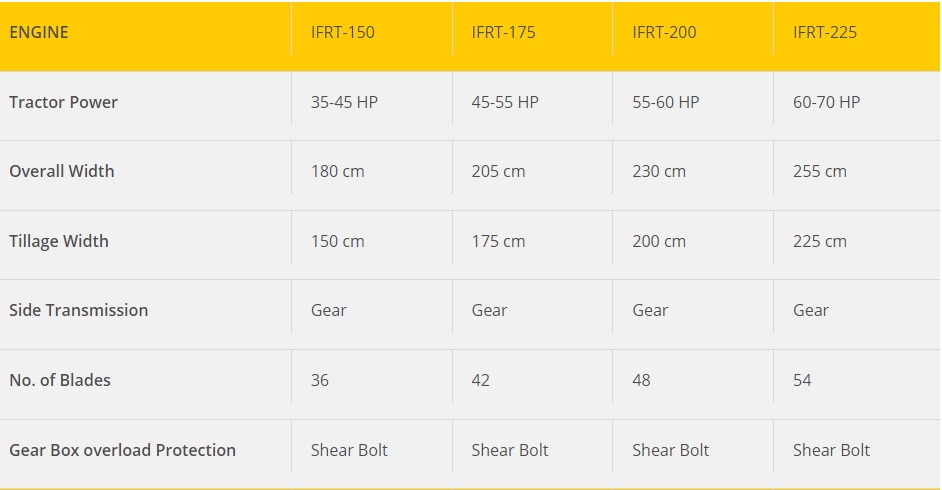 ENGINE IFRT-150 IFRT-175 IFRT-200 IFRT-225
Tractor Power 35-45 HP 45-55 HP 55-60 HP 60-70 HP
Overall Width 180 cm 205 cm 230 cm 255 cm
Tillage Width 150 cm 175 cm 200 cm 225 cm
Side Transmission Gear Gear Gear Gear
No. of Blades 36 42 48 54
Gear Box overload Protection Shear Bolt Shear Bolt Shear Bolt Shear Bolt